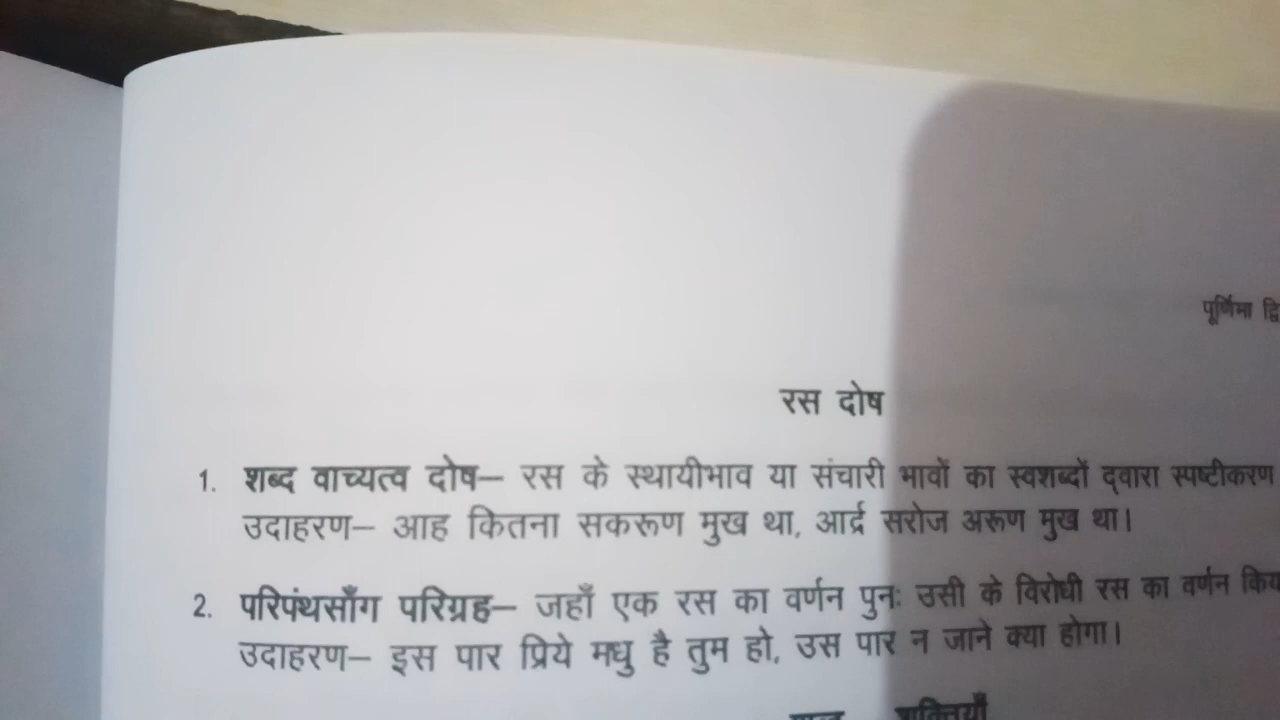 पूर्णिमा
रस दोष
1. शब्द वाच्यत्व दोष– रस के स्थायीभाव या संचारी भावों का स्वशब्दों द्वारा स्पष्टीकरण
उदाहरण– आह कितना सकरूण मुख था, आर्द्र सरोज अरूण मुख था।
2. परिपंथसाँग परिग्रह– जहाँ एक रस का वर्णन पुनः उसी के विरोधी रस का वर्णन
उदाहरण– इस पार प्रिये मधु है तुम हो, उस पार न जाने क्या होगा।